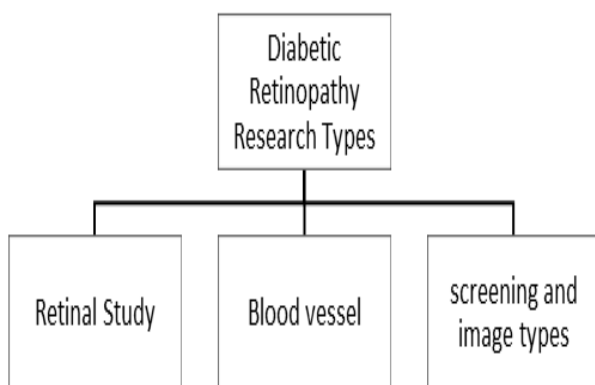 Diabetic
Retinopathy
Research Types
Retinal Study
Blood vessel
screening and
image types